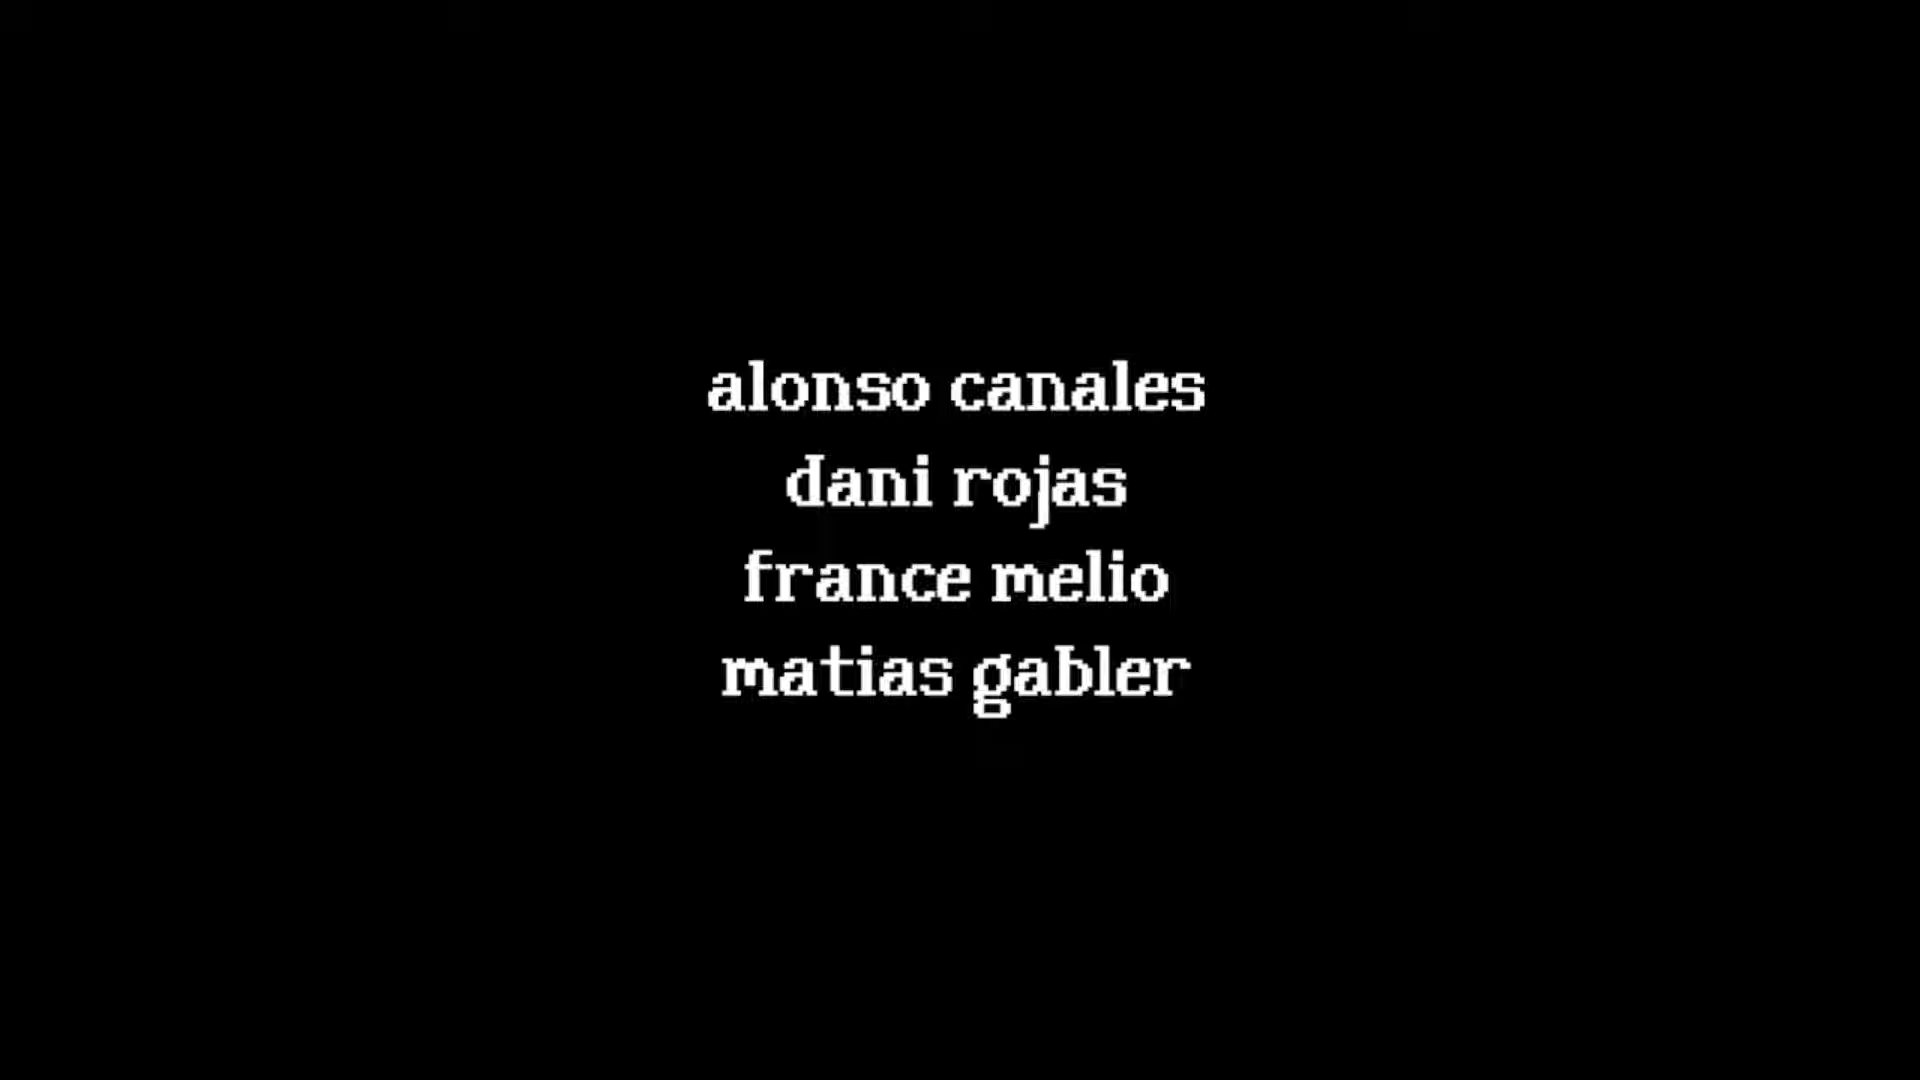 alonso canales
dani rojas
france melio
matias gabler